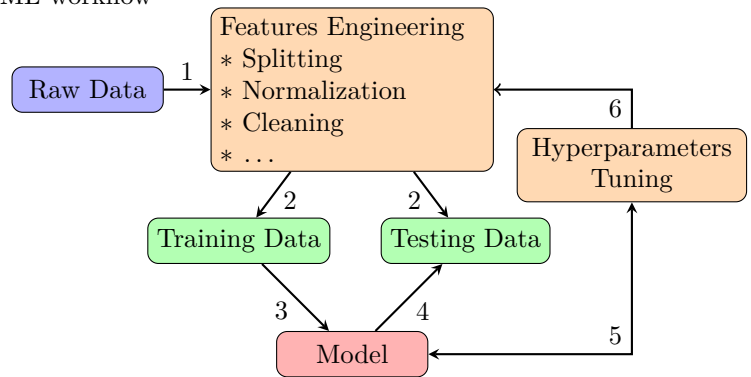 ML workflow
Features Engineering
∗ Splitting
∗ Normalization
∗ Cleaning
∗ …
Raw Data
1
6
Hyperparameters
Tuning
2
2
Training Data
Testing Data
3
4
5
Model